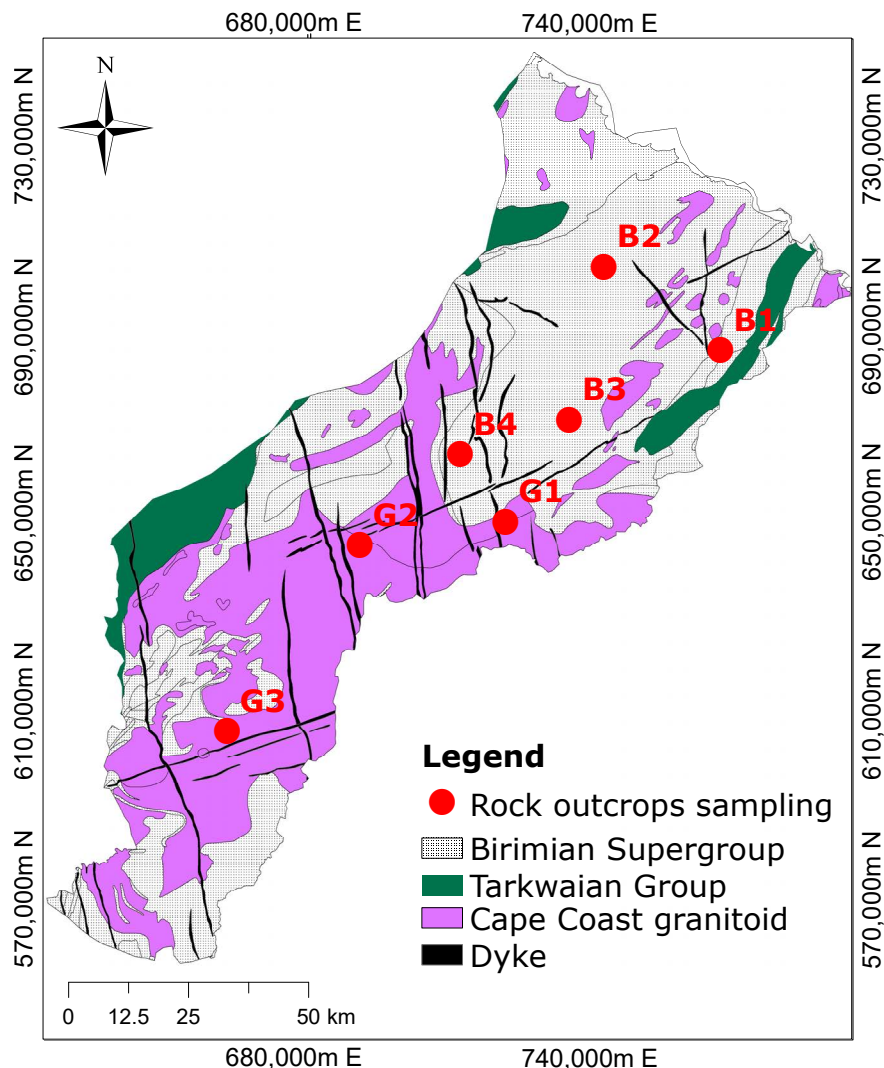 680,000m E 740,000m E
N
730,000m N 730,000m N
B2
690,000m N 690,000m N
B1
B3
B4
G1
G2
650,000m N 650,000m N
G3
610,000m N 610,000m N
Legend
Rock outcrops sampling
Birimian Supergroup
Tarkwaian Group
Cape Coast granitoid
Dyke
570,000m N 570,000m N
0 12.5 25 50 km
680,000m E 740,000m E